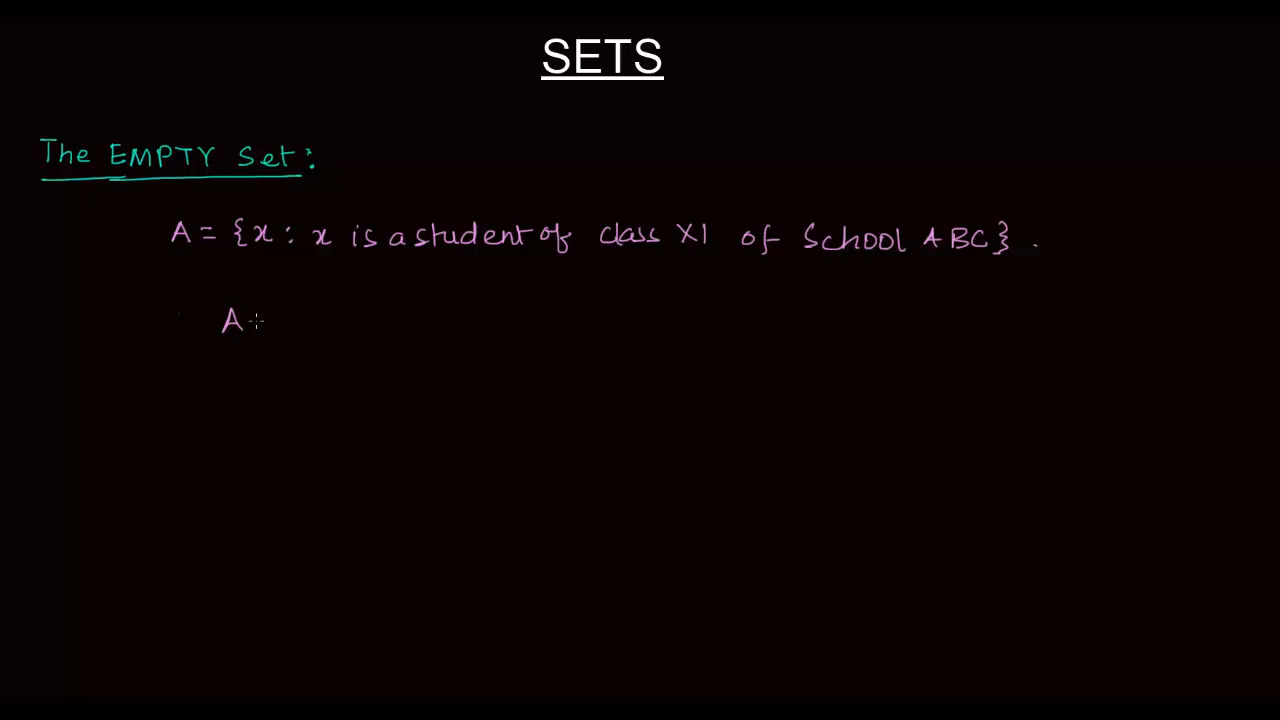 SETS
The EMPTY Set:
A = {x : x is a student of class XI of School ABC} .
A